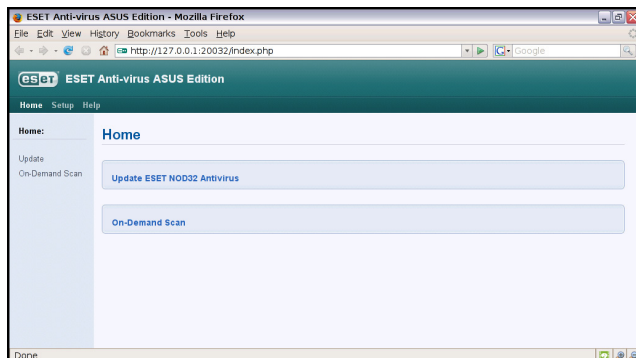 ESET Anti-virus ASUS Edition - Mozilla Firefox
File Edit View History Bookmarks Tools Help
http://127.0.0.1:20032/index.php
Google
eset ESET Anti-virus ASUS Edition
Home Setup Help
Home:
Update
On-Demand Scan
Home
Update ESET NOD32 Antivirus
On-Demand Scan
Done